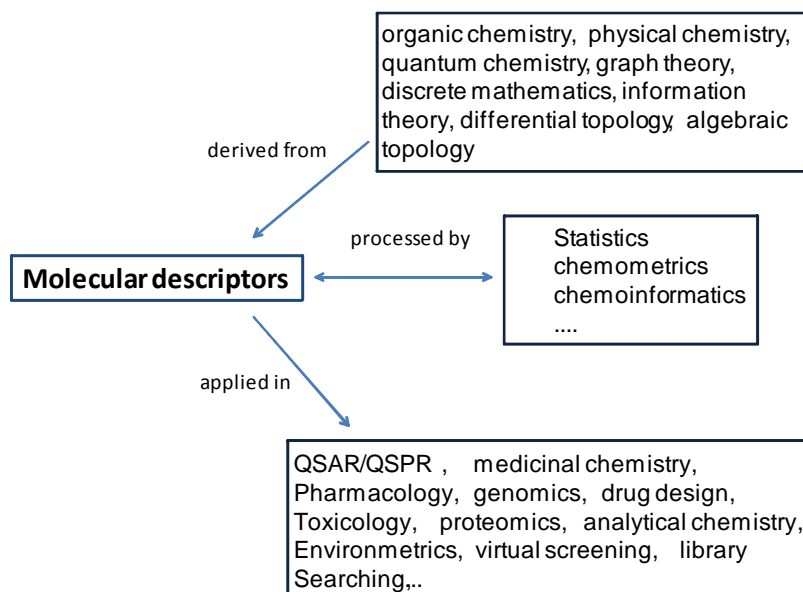 organic chemistry, physical chemistry,
quantum chemistry, graph theory,
discrete mathematics, information
theory, differential topology, algebraic
topology
derived from
processed by
Statistics
chemometrics
chemoinformatics
....
Molecular descriptors
applied in
QSAR/QSPR , medicinal chemistry,
Pharmacology, genomics, drug design,
Toxicology, proteomics, analytical chemistry,
Environmetrics, virtual screening, library
Searching,..